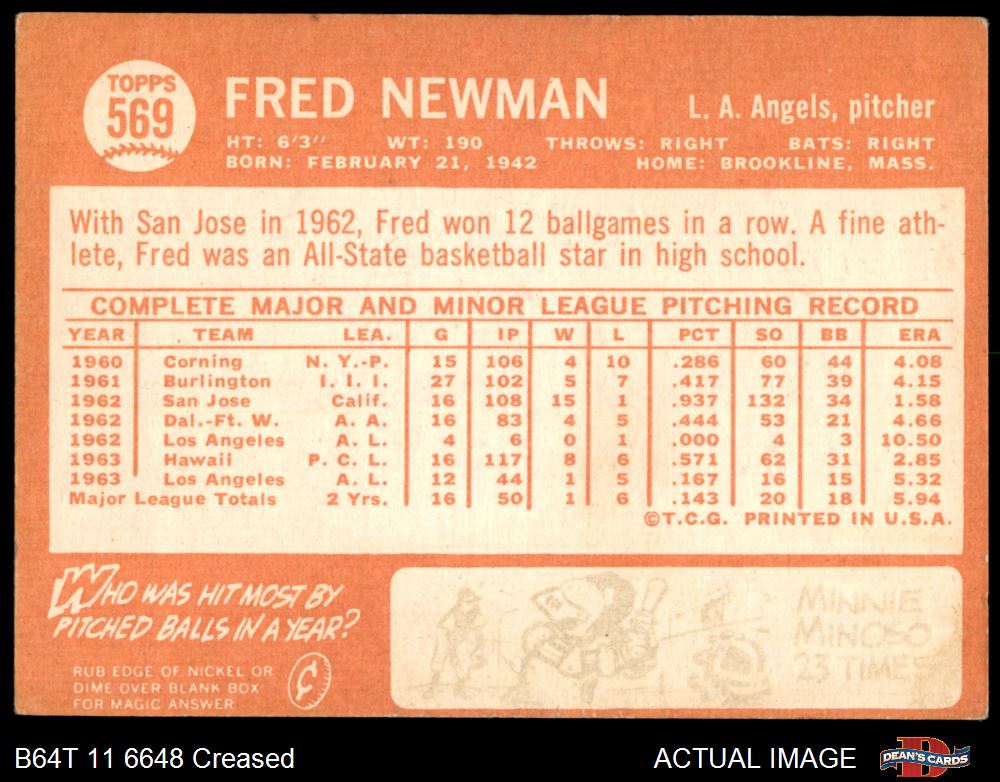 TOPPS
569
FRED NEWMAN
L. A. Angels, pitcher
HT: 6'3" WT: 190 THROWS: RIGHT BATS: RIGHT
BORN: FEBRUARY 21, 1942 HOME: BROOKLINE, MASS.
With San Jose in 1962, Fred won 12 ballgames in a row. A fine ath-
lete, Fred was an All-State basketball star in high school.
COMPLETE MAJOR AND MINOR LEAGUE PITCHING RECORD
YEAR TEAM LEA. G IP W L PCT SO BB ERA
1960 Corning N. Y.-P. 15 106 4 10 .286 60 44 4.08
1961 Burlington I. I. I. 27 102 5 7 .417 77 39 4.15
1962 San Jose Calif. 16 108 15 1 .937 132 34 1.58
1962 Dal.-Ft. W. A. A. 16 83 4 5 .444 53 21 4.66
1962 Los Angeles A. L. 4 6 0 1 .000 4 3 10.50
1963 Hawaii P. C. L. 16 117 8 6 .571 62 31 2.85
1963 Los Angeles A. L. 12 44 1 5 .167 16 15 5.32
Major League Totals 2 Yrs. 16 50 1 6 .143 20 18 5.94
©T.C.G. PRINTED IN U.S.A.
WHO WAS HIT MOST BY
PITCHED BALLS IN A YEAR?
RUB EDGE OF NICKEL OR
DIME OVER BLANK BOX
FOR MAGIC ANSWER
¢
MINNIE
MINOSO
23 TIMES
B64T 11 6648 Creased
ACTUAL IMAGE
DEAN'S CARDS